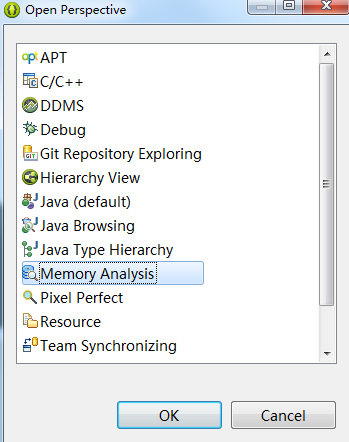 Open Perspective
APT
C/C++
DDMS
Debug
GIT
Git Repository Exploring
Hierarchy View
Java (default)
Java Browsing
Java Type Hierarchy
Memory Analysis
Pixel Perfect
Resource
Team Synchronizing
OK
Cancel